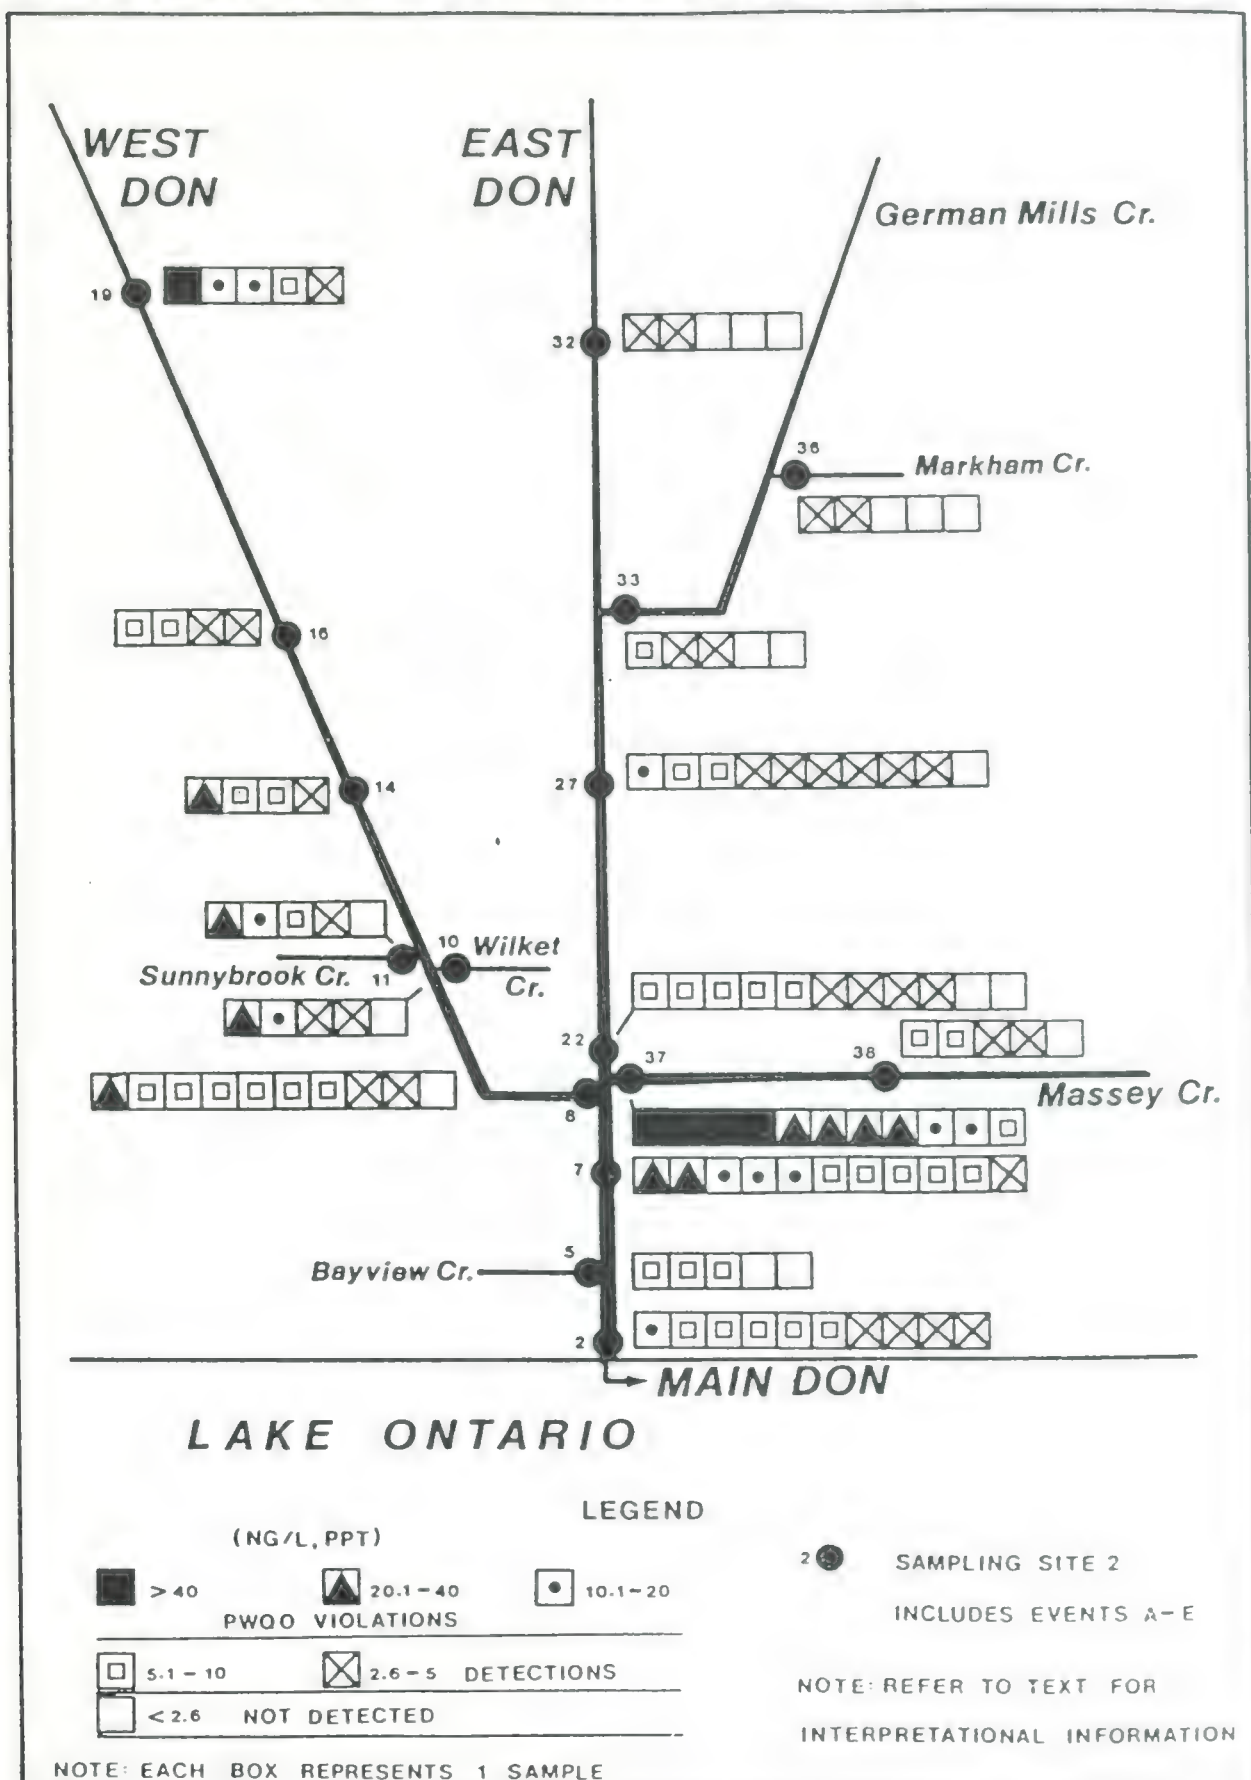 WEST
DON
EAST
DON
German Mills Cr.
19
32
36
Markham Cr.
33
16
27
14
10
Wilket
Cr.
Sunnybrook Cr.
11
22
37
38
Massey Cr.
8
7
5
Bayview Cr.
2
MAIN DON
LAKE ONTARIO
LEGEND
(NG/L, PPT)
>40
20.1-40
10.1-20
PWQO VIOLATIONS
5.1-10
2.6-5 DETECTIONS
<2.6 NOT DETECTED
NOTE: EACH BOX REPRESENTS 1 SAMPLE
2
SAMPLING SITE 2
INCLUDES EVENTS A-E
NOTE: REFER TO TEXT FOR
INTERPRETATIONAL INFORMATION